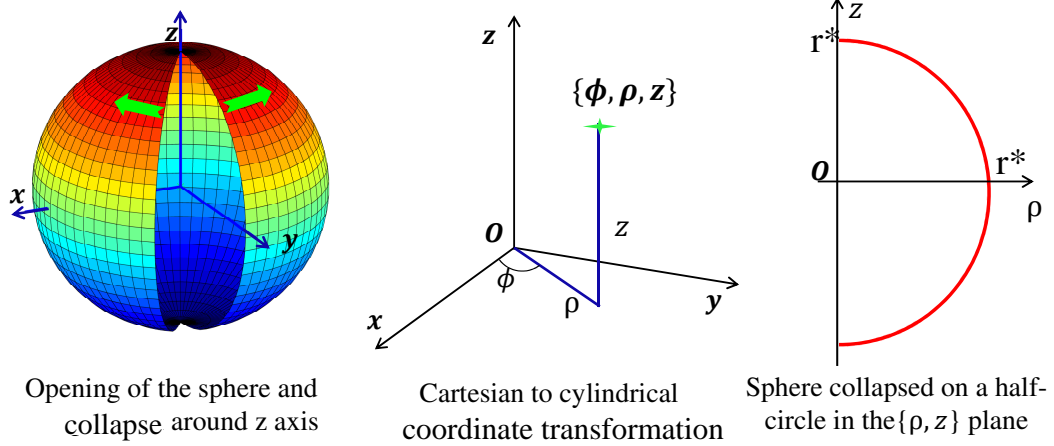 z
x
y
Opening of the sphere and
collapse around z axis
z
{ϕ, ρ, z}
O
z
ϕ
ρ
x
y
Cartesian to cylindrical
coordinate transformation
z
r*
O
r*
ρ
Sphere collapsed on a half-
circle in the{ρ, z} plane